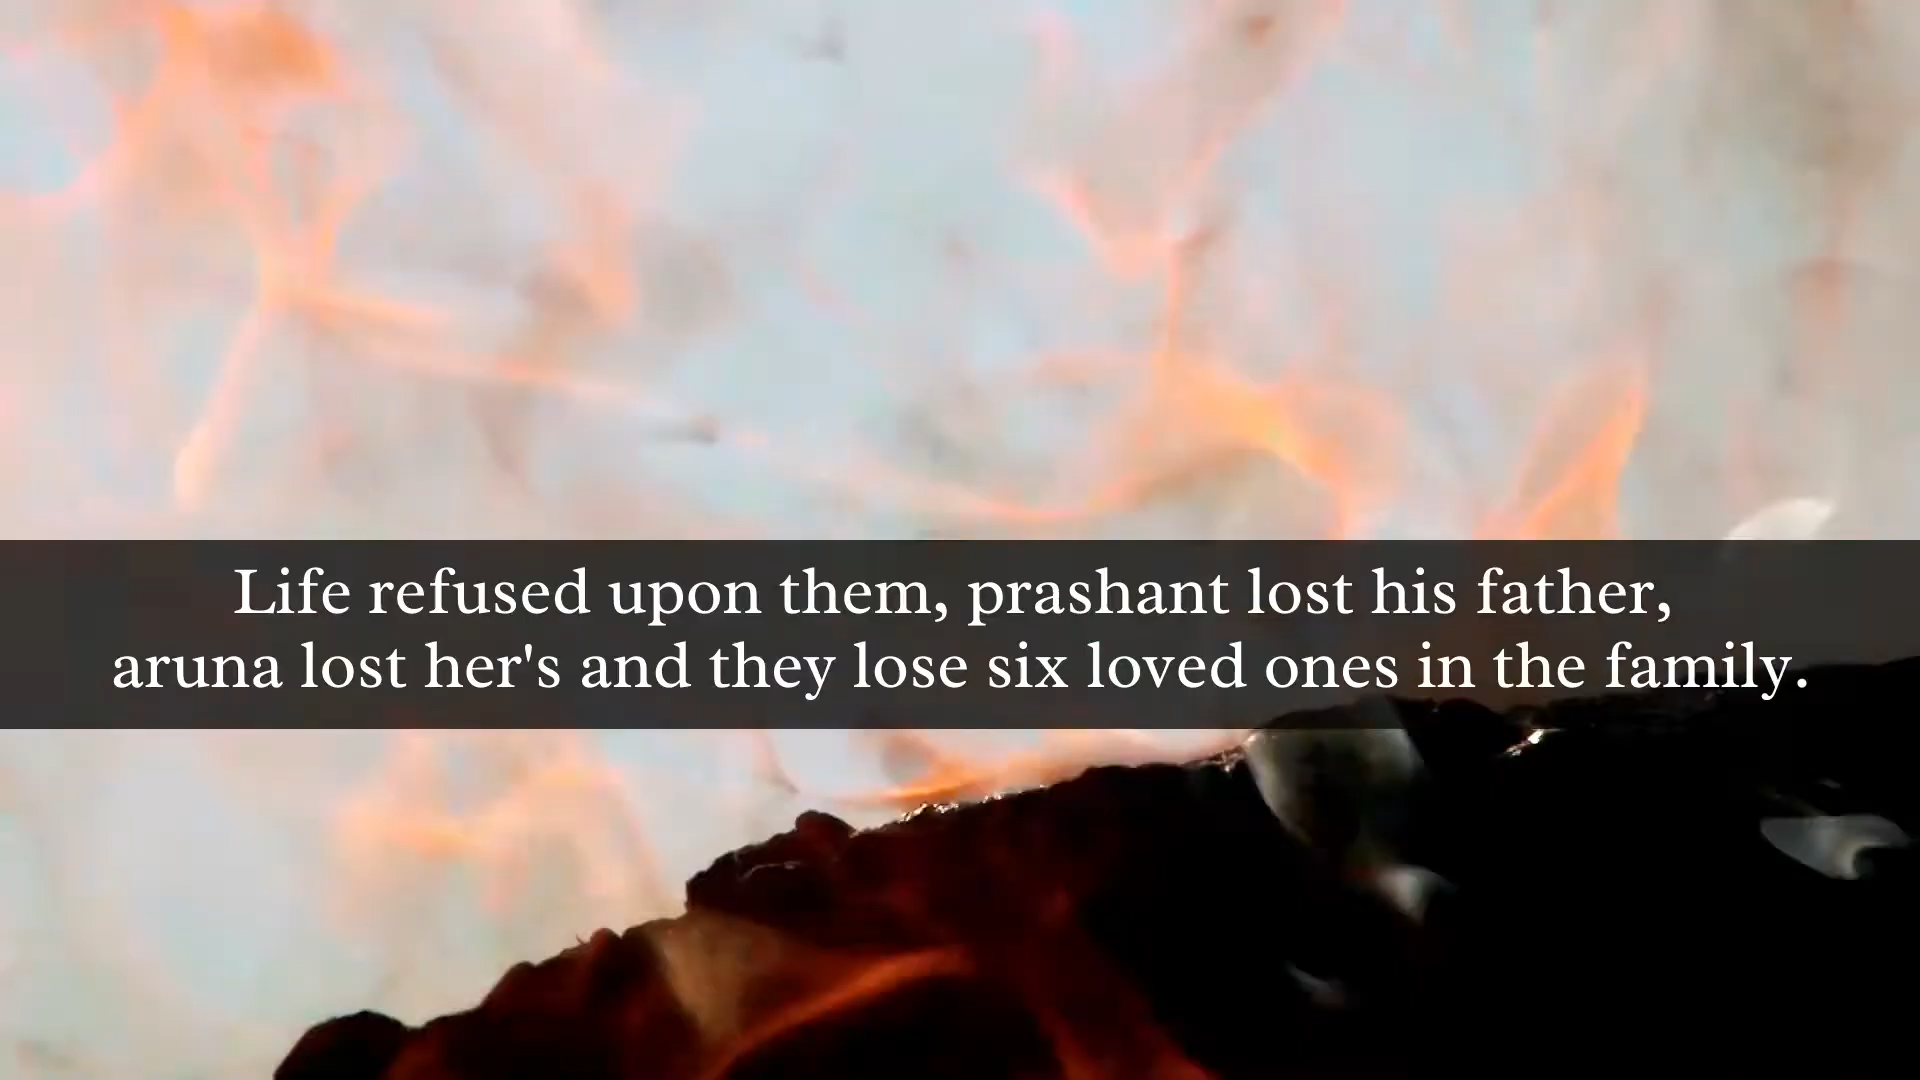 Life refused upon them, prashant lost his father,
aruna lost her's and they lose six loved ones in the family.